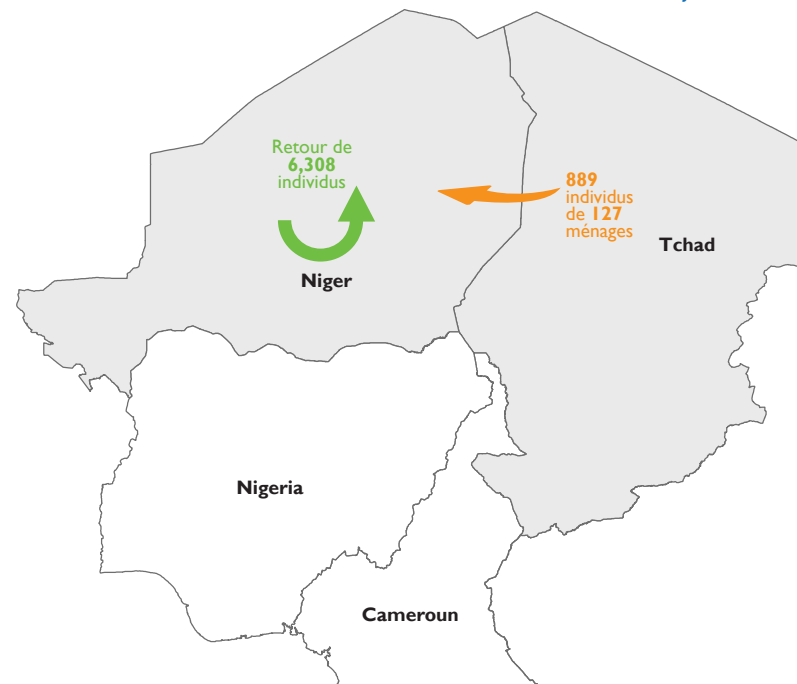 Retour de
6,308
individus
889
individus
de 127
ménages
Tchad
Niger
Nigeria
Cameroun